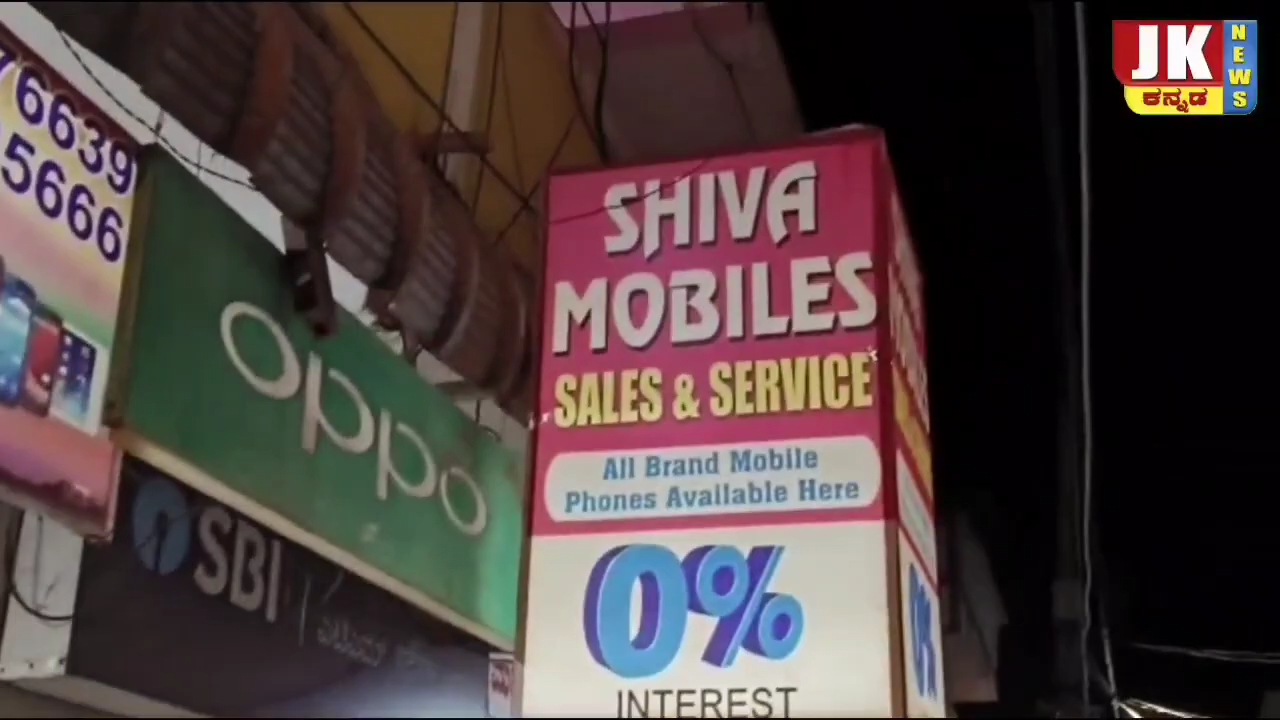 JK
NEWS
ಕನ್ನಡ
76639
5666
oppo
SBI
SHIVA
MOBILES
SALES & SERVICE
All Brand Mobile
Phones Available Here
0%
INTEREST
0%